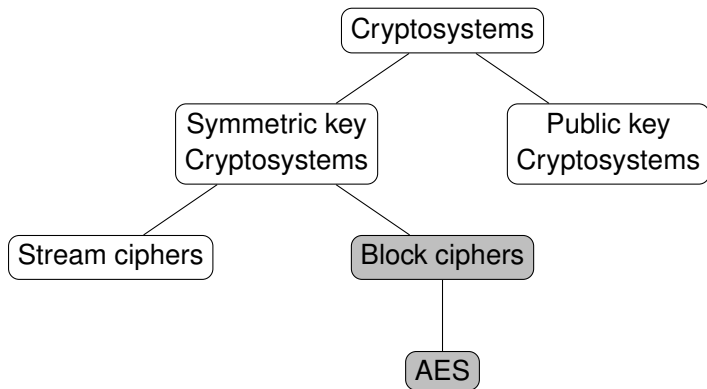 Cryptosystems
Symmetric key
Cryptosystems
Public key
Cryptosystems
Stream ciphers
Block ciphers
AES